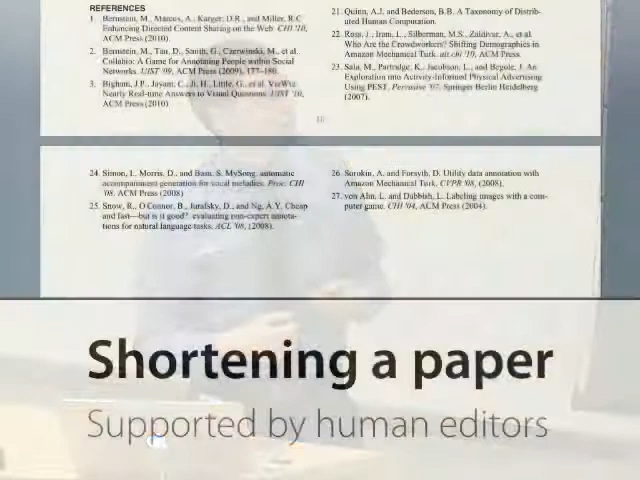 REFERENCES
1. Bernstein, M., Marcus, A., Karger, D.R., and Miller, R.C.
Enhancing Directed Content Sharing on the Web. CHI '10,
ACM Press (2010).
2. Bernstein, M., Tan, D., Smith, G., Czerwinski, M., et al.
Collabio: A Game for Annotating People within Social
Networks. UIST '09, ACM Press (2009), 177–180.
3. Bigham, J.P., Jayant, C., Ji, H., Little, G., et al. VizWiz:
Nearly Real-time Answers to Visual Questions. UIST '10,
ACM Press (2010).
21. Quinn, A.J. and Bederson, B.B. A Taxonomy of Distrib-
uted Human Computation.
22. Ross, J., Irani, L., Silberman, M.S., Zaldivar, A., et al.
Who Are the Crowdworkers? Shifting Demographics in
Amazon Mechanical Turk. alt.chi '10, ACM Press.
23. Sala, M., Partridge, K., Jacobson, L., and Begole, J. An
Exploration into Activity-Informed Physical Advertising
Using PEST. Pervasive '07, Springer Berlin Heidelberg
(2007).
10
24. Simon, I., Morris, D., and Basu, S. MySong: automatic
accompaniment generation for vocal melodies. Proc. CHI
'08, ACM Press (2008)
25. Snow, R., O'Connor, B., Jurafsky, D., and Ng, A.Y. Cheap
and fast—but is it good?: evaluating non-expert annota-
tions for natural language tasks. ACL '08, (2008).
26. Sorokin, A. and Forsyth, D. Utility data annotation with
Amazon Mechanical Turk. CVPR '08, (2008).
27. von Ahn, L. and Dabbish, L. Labeling images with a com-
puter game. CHI '04, ACM Press (2004).
Shortening a paper
Supported by human editors